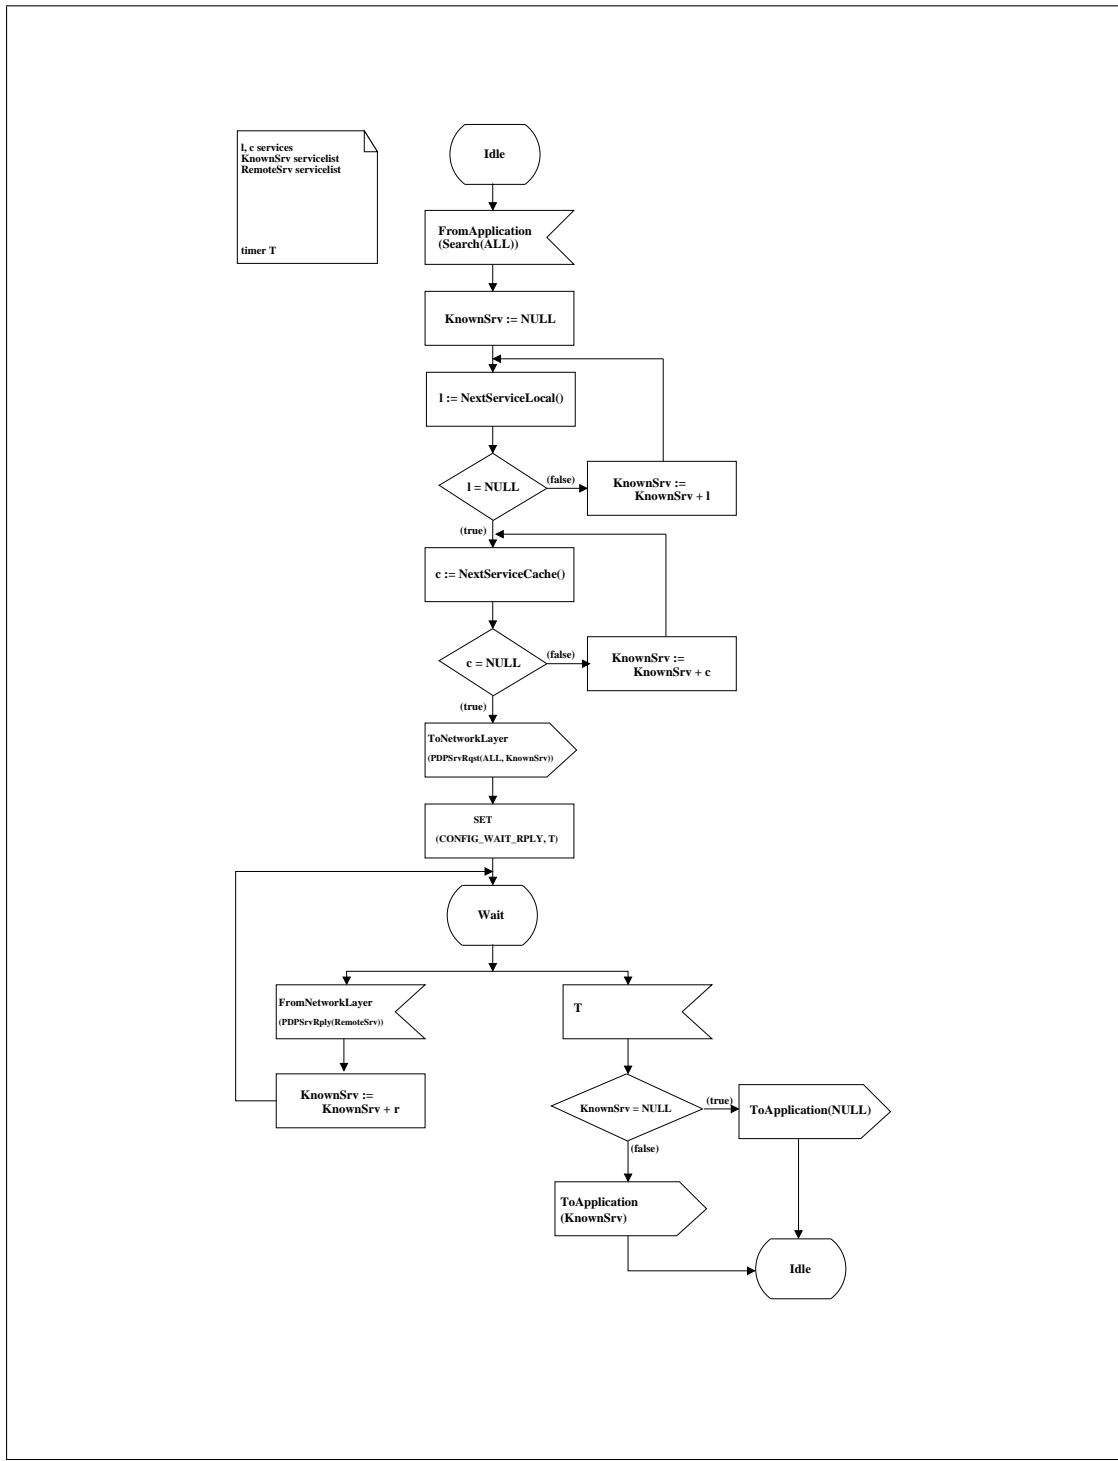 l, c services
KnownSrv servicelist
RemoteSrv servicelist
timer T
Idle
FromApplication
(Search(ALL))
KnownSrv := NULL
l := NextServiceLocal()
l = NULL
(false)
KnownSrv :=
KnownSrv + l
(true)
c := NextServiceCache()
c = NULL
(false)
KnownSrv :=
KnownSrv + c
(true)
ToNetworkLayer
(PDPSrvRqst(ALL, KnownSrv))
SET
(CONFIG_WAIT_RPLY, T)
Wait
FromNetworkLayer
(PDPSrvRply(RemoteSrv))
KnownSrv :=
KnownSrv + r
T
KnownSrv = NULL
(true)
ToApplication(NULL)
(false)
ToApplication
(KnownSrv)
Idle